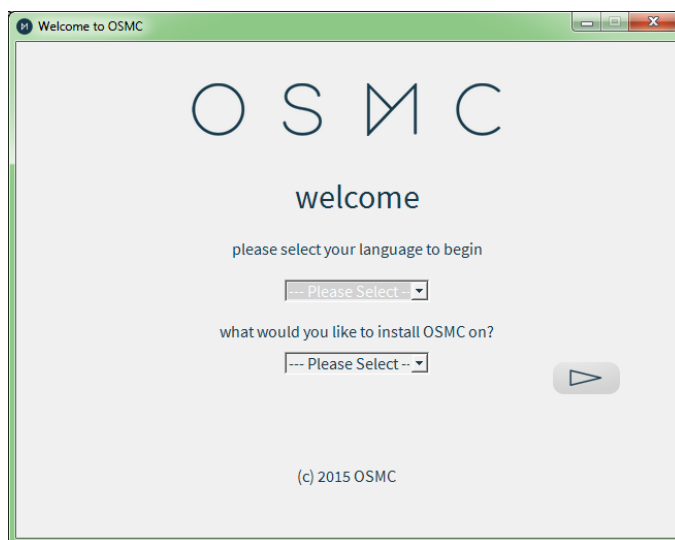 Welcome to OSMC
OSMC
welcome
please select your language to begin
--- Please Select --
what would you like to install OSMC on?
--- Please Select --
(c) 2015 OSMC